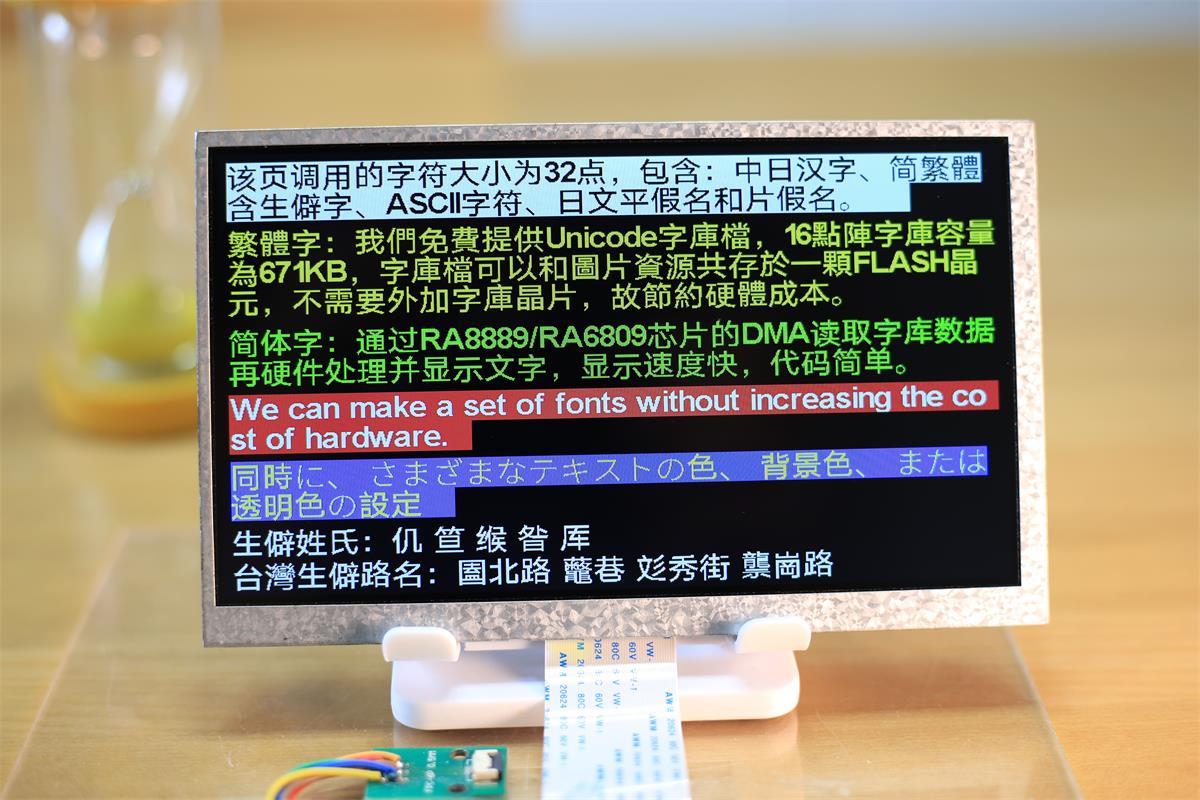 该页调用的字符大小为32点，包含：中日汉字、简繁體
含生僻字、ASCII字符、日文平假名和片假名。
繁體字：我們免費提供Unicode字庫檔，16點陣字庫容量
為671KB，字庫檔可以和圖片資源共存於一顆FLASH晶
元，不需要外加字庫晶片，故節約硬體成本。
简体字：通过RA8889/RA6809芯片的DMA读取字库数据
再硬件处理并显示文字，显示速度快，代码简单。
We can make a set of fonts without increasing the co
st of hardware.
同時に、 さまざまなテキストの色、 背景色、 または
透明色の設定
生僻姓氏：仉 笪 缑 昝 厍
台灣生僻路名： 北路 巷 彣秀街 龑崗路
AWM 20624 80C 60V VW-1